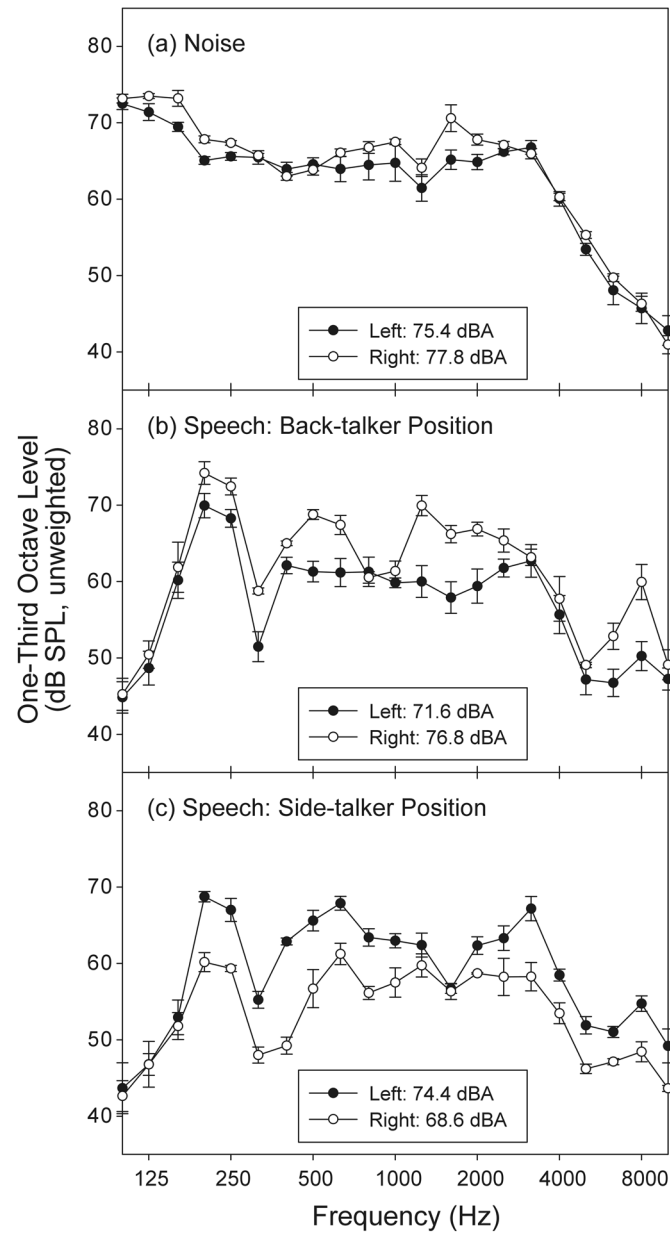 (a) Noise
80
70
60
50
40
Left: 75.4 dBA
Right: 77.8 dBA
One-Third Octave Level
(dB SPL, unweighted)
(b) Speech: Back-talker Position
80
70
60
50
40
Left: 71.6 dBA
Right: 76.8 dBA
(c) Speech: Side-talker Position
80
70
60
50
40
Left: 74.4 dBA
Right: 68.6 dBA
125 250 500 1000 2000 4000 8000
Frequency (Hz)